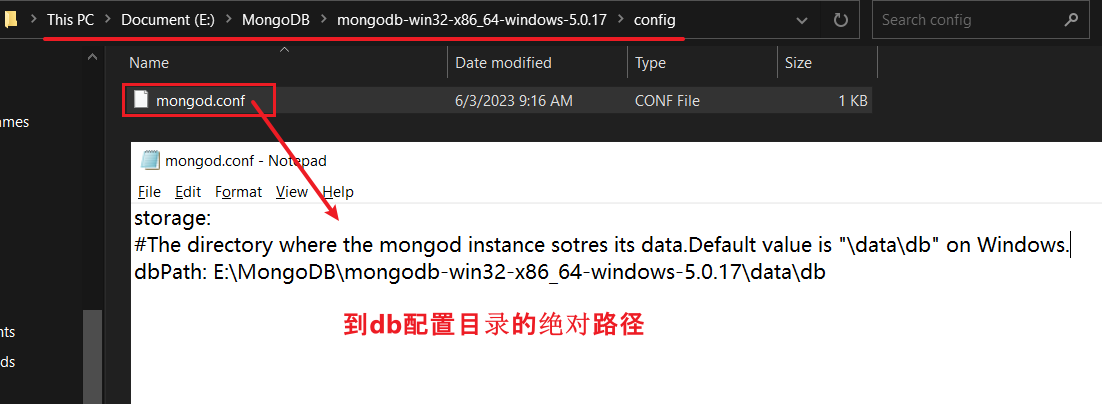 This PC > Document (E:) > MongoDB > mongodb-win32-x86_64-windows-5.0.17 > config
Search config
Name
Date modified
Type
Size
mongod.conf
6/3/2023 9:16 AM
CONF File
1 KB
ames
mongod.conf - Notepad
File Edit Format View Help
storage:
#The directory where the mongod instance sotres its data.Default value is "\data\db" on Windows.
dbPath: E:\MongoDB\mongodb-win32-x86_64-windows-5.0.17\data\db
到db配置目录的绝对路径
nts
ds